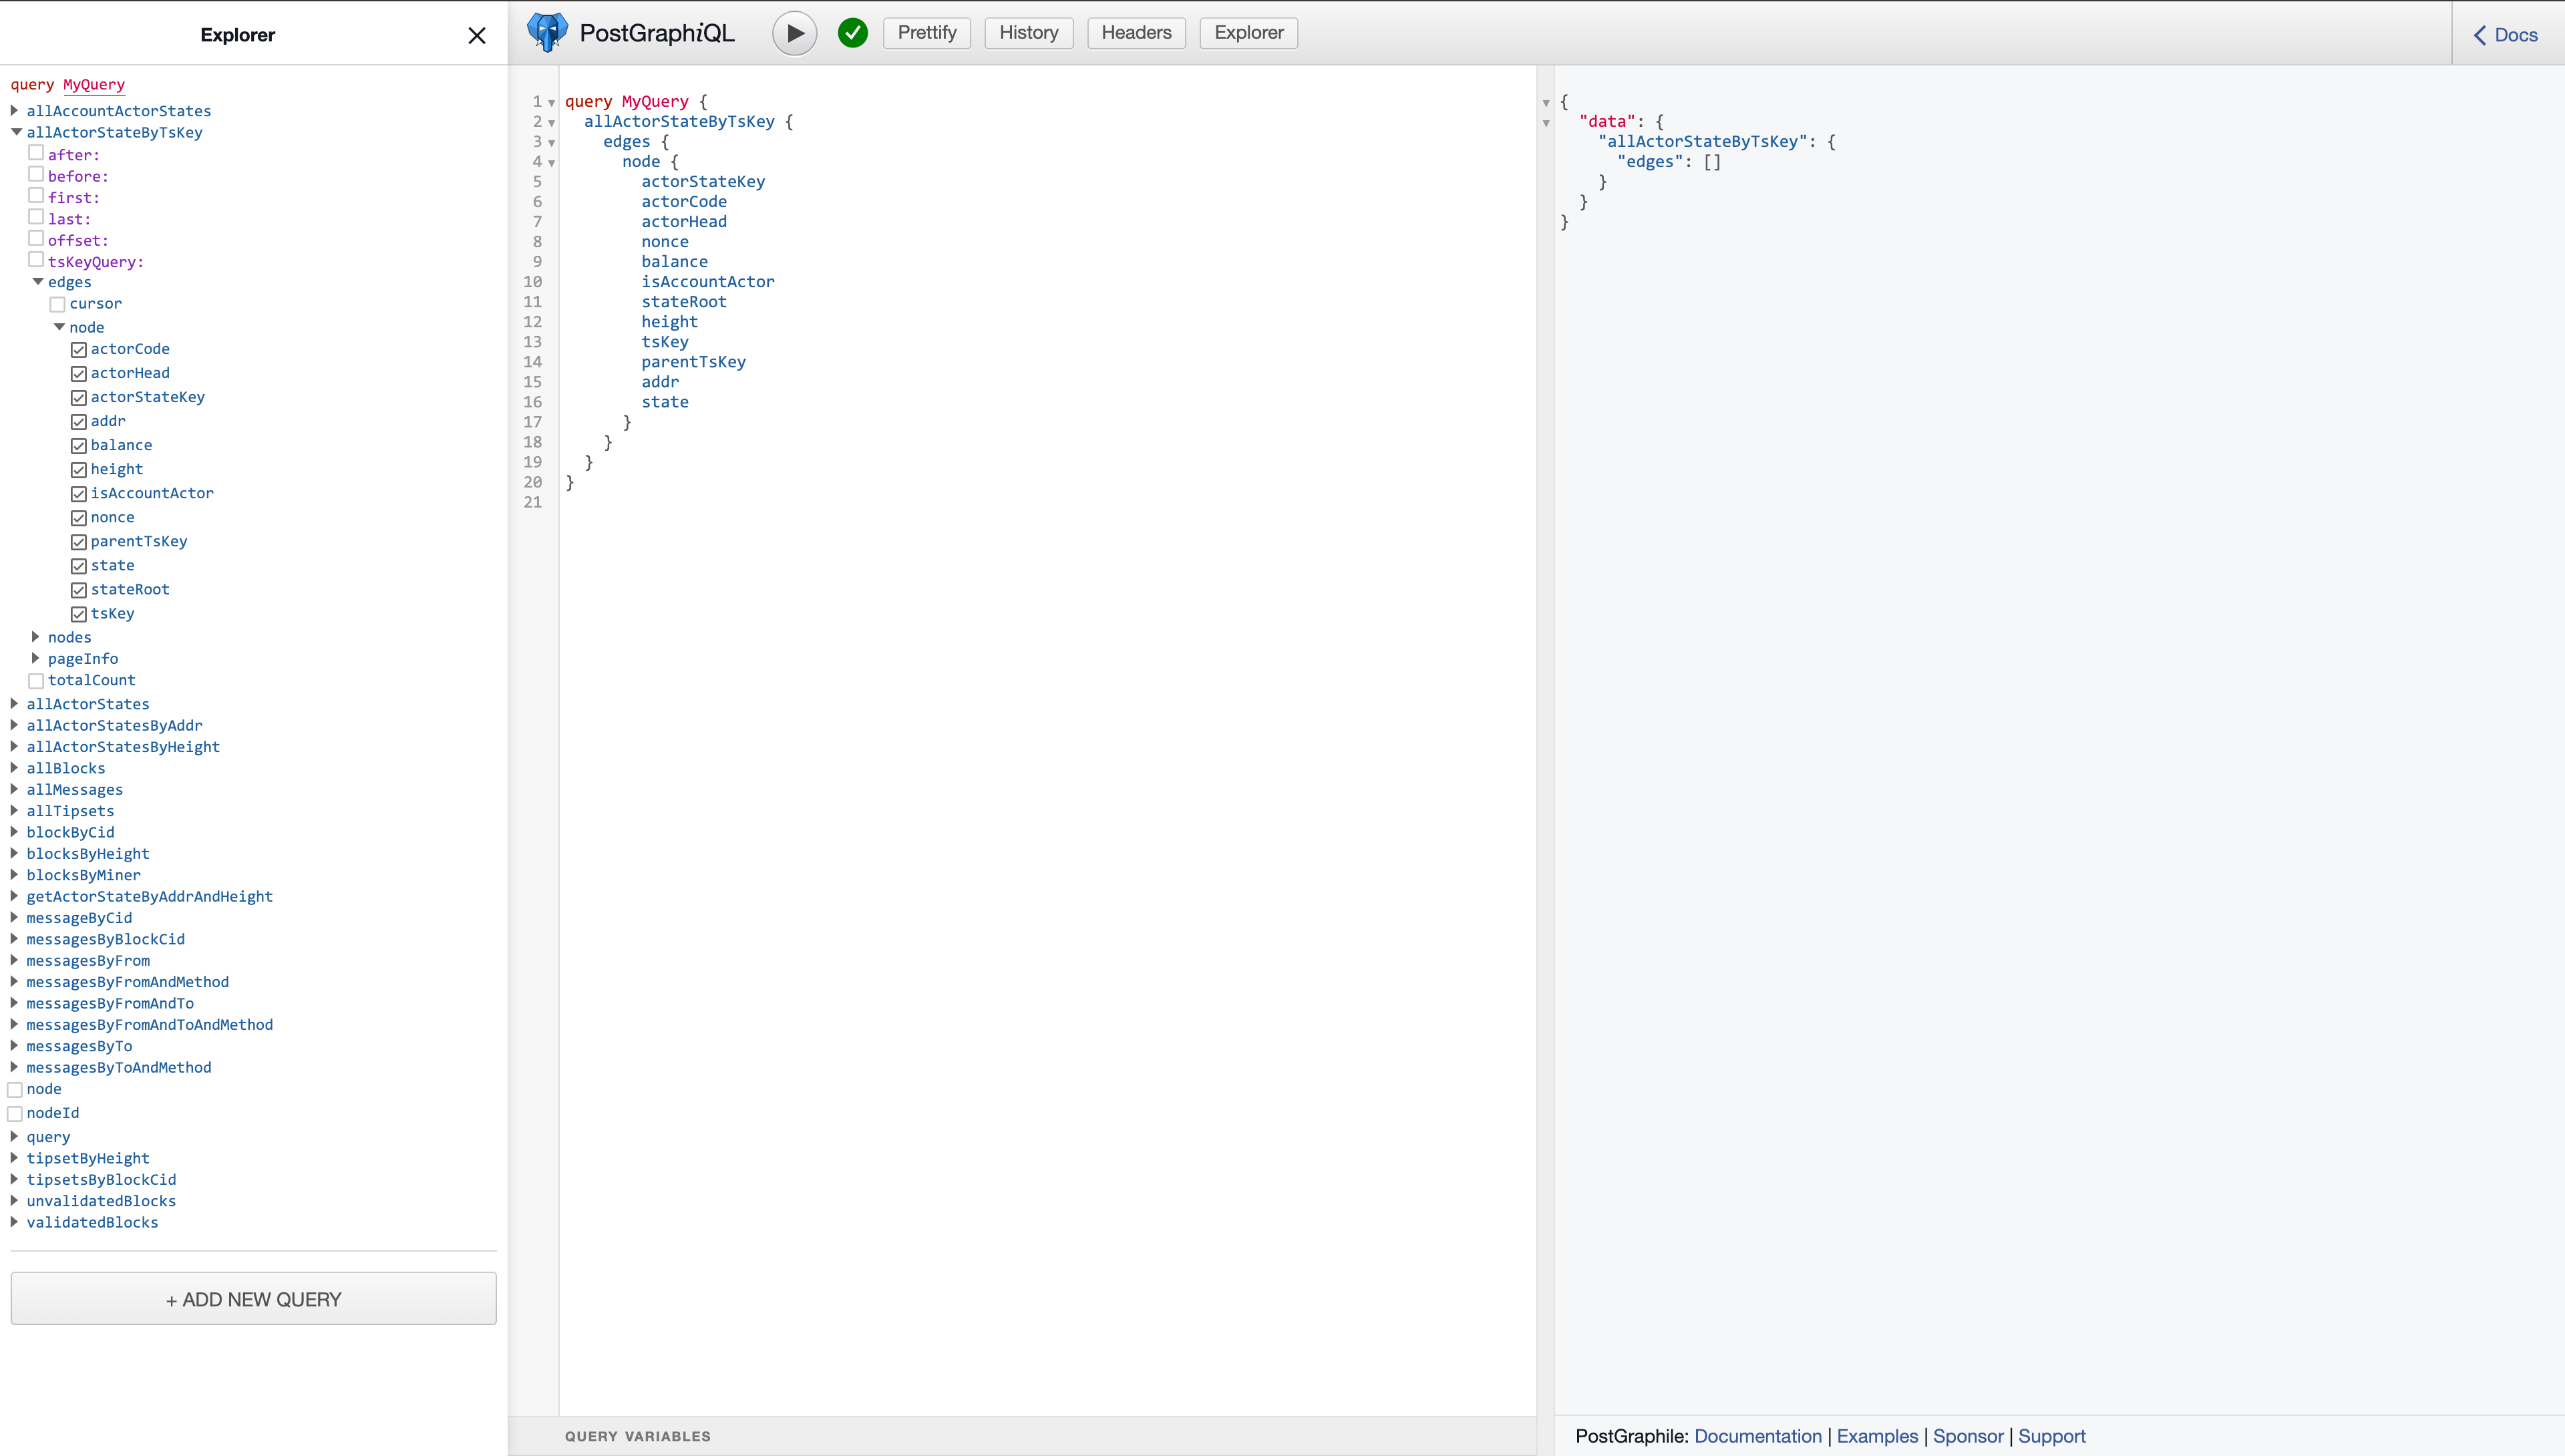 Explorer
query MyQuery
allAccountActorStates
allActorStateByTsKey
after:
before:
first:
last:
offset:
tsKeyQuery:
edges
cursor
node
actorCode
actorHead
actorStateKey
addr
balance
height
isAccountActor
nonce
parentTsKey
state
stateRoot
tsKey
nodes
pageInfo
totalCount
allActorStates
allActorStatesByAddr
allActorStatesByHeight
allBlocks
allMessages
allTipsets
blockByCid
blocksByHeight
blocksByMiner
getActorStateByAddrAndHeight
messageByCid
messagesByBlockCid
messagesByFrom
messagesByFromAndMethod
messagesByFromAndTo
messagesByFromAndToAndMethod
messagesByTo
messagesByToAndMethod
node
nodeId
query
tipsetByHeight
tipsetsByBlockCid
unvalidatedBlocks
validatedBlocks
+ ADD NEW QUERY
PostGraphiQL Prettify History Headers Explorer Docs
1 query MyQuery {
2 allActorStateByTsKey {
3 edges {
4 node {
5 actorStateKey
6 actorCode
7 actorHead
8 nonce
9 balance
10 isAccountActor
11 stateRoot
12 height
13 tsKey
14 parentTsKey
15 addr
16 state
17 }
18 }
19 }
20 }
21
QUERY VARIABLES
{
"data": {
"allActorStateByTsKey": {
"edges": []
}
}
}
PostGraphile: Documentation | Examples | Sponsor | Support